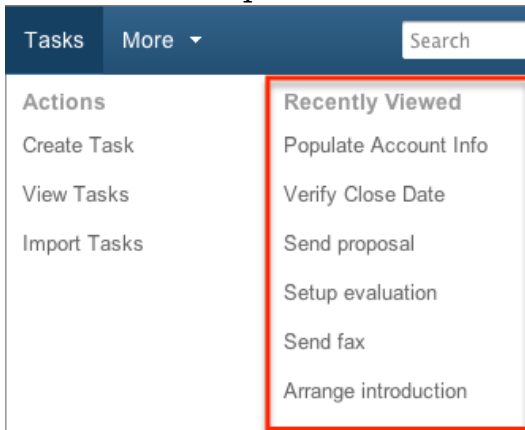 Tasks More Search
Actions
Create Task
View Tasks
Import Tasks
Recently Viewed
Populate Account Info
Verify Close Date
Send proposal
Setup evaluation
Send fax
Arrange introduction